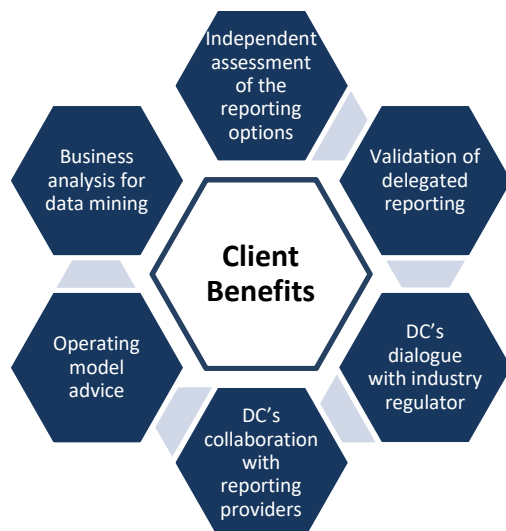 Independent
assessment
of the
reporting
options
Validation of
delegated
reporting
DC's
dialogue
with industry
regulator
DC's
collaboration
with
reporting
providers
Operating
model
advice
Business
analysis for
data mining
Client
Benefits